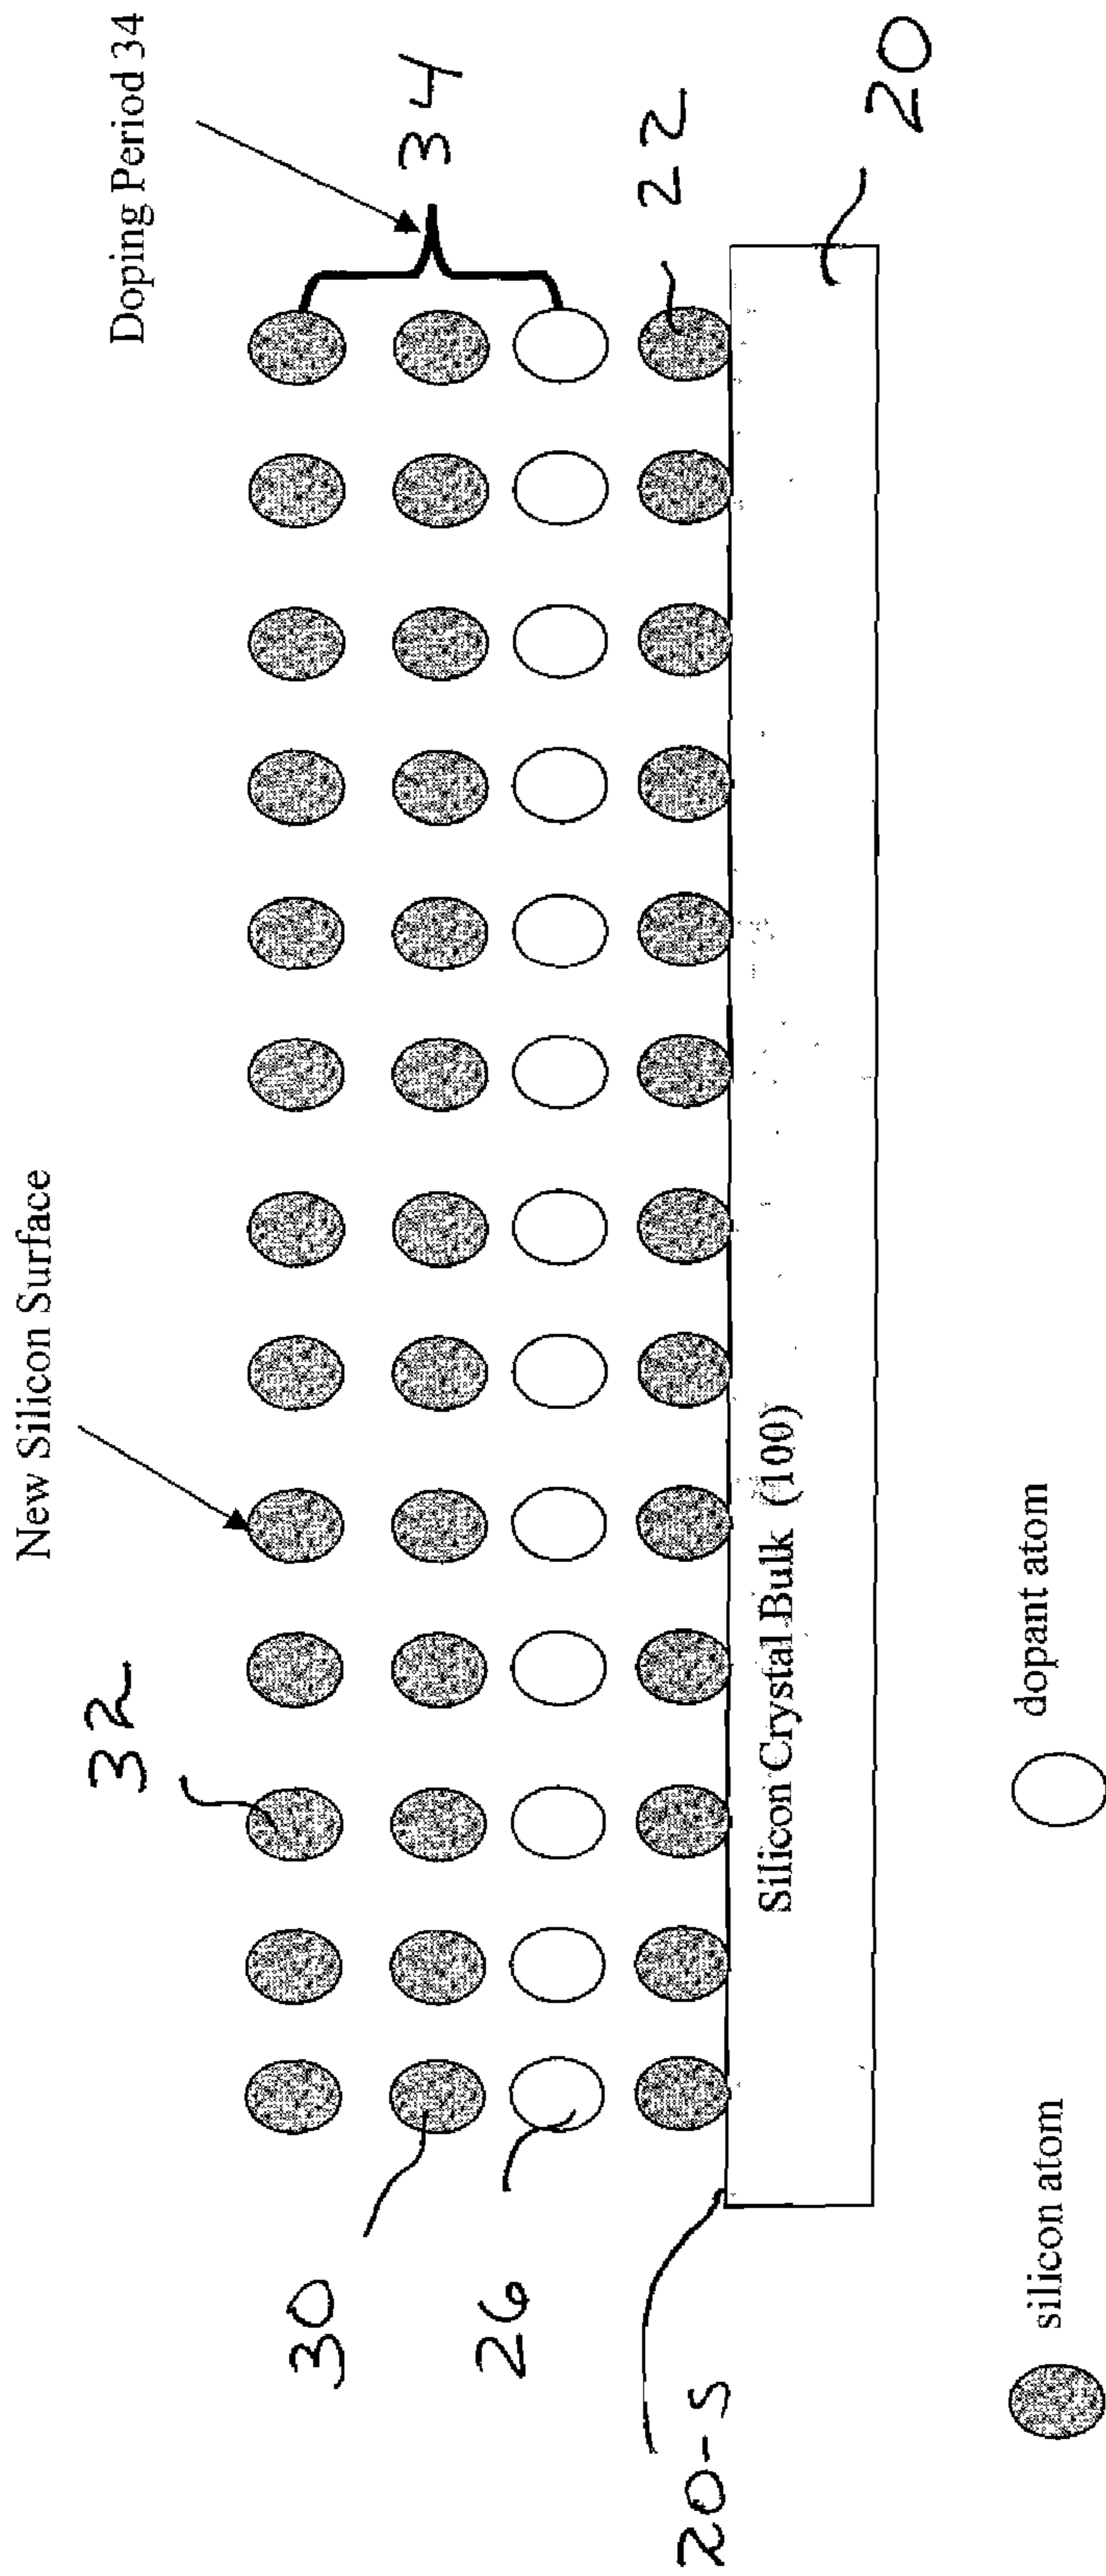 New Silicon Surface
Doping Period 34
32
34
30
26
22
20-S
20
Silicon Crystal Bulk (100)
silicon atom
dopant atom